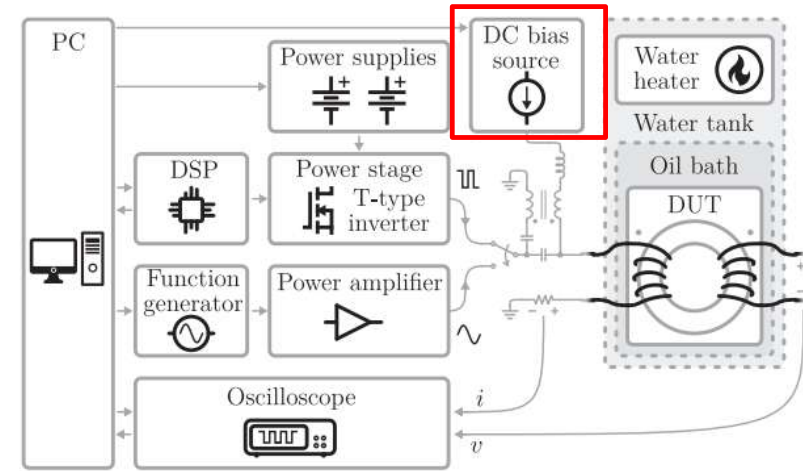 PC
DC bias
source
Power supplies
+
+
Water
heater
Water tank
Oil bath
DUT
DSP
Power stage
T-type
inverter
Function
generator
Power amplifier
Oscilloscope
+
−
− +
i
v